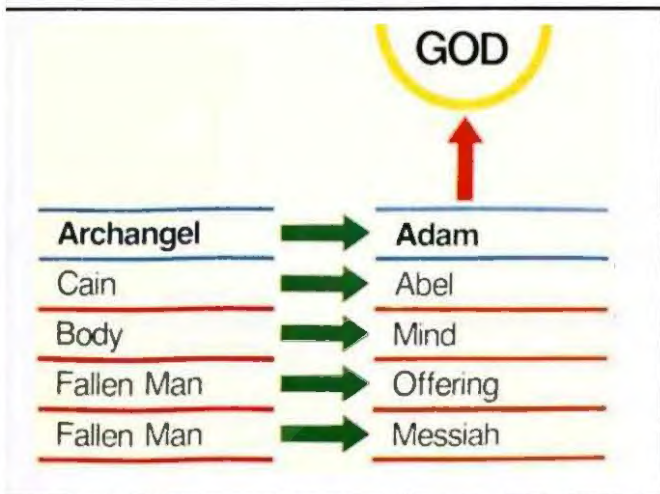 GOD
Archangel Adam
Cain Abel
Body Mind
Fallen Man Offering
Fallen Man Messiah